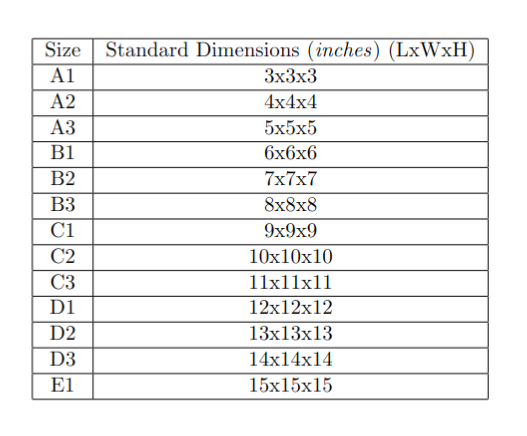 Size Standard Dimensions (inches) (LxWxH)
A1 3x3x3
A2 4x4x4
A3 5x5x5
B1 6x6x6
B2 7x7x7
B3 8x8x8
C1 9x9x9
C2 10x10x10
C3 11x11x11
D1 12x12x12
D2 13x13x13
D3 14x14x14
E1 15x15x15